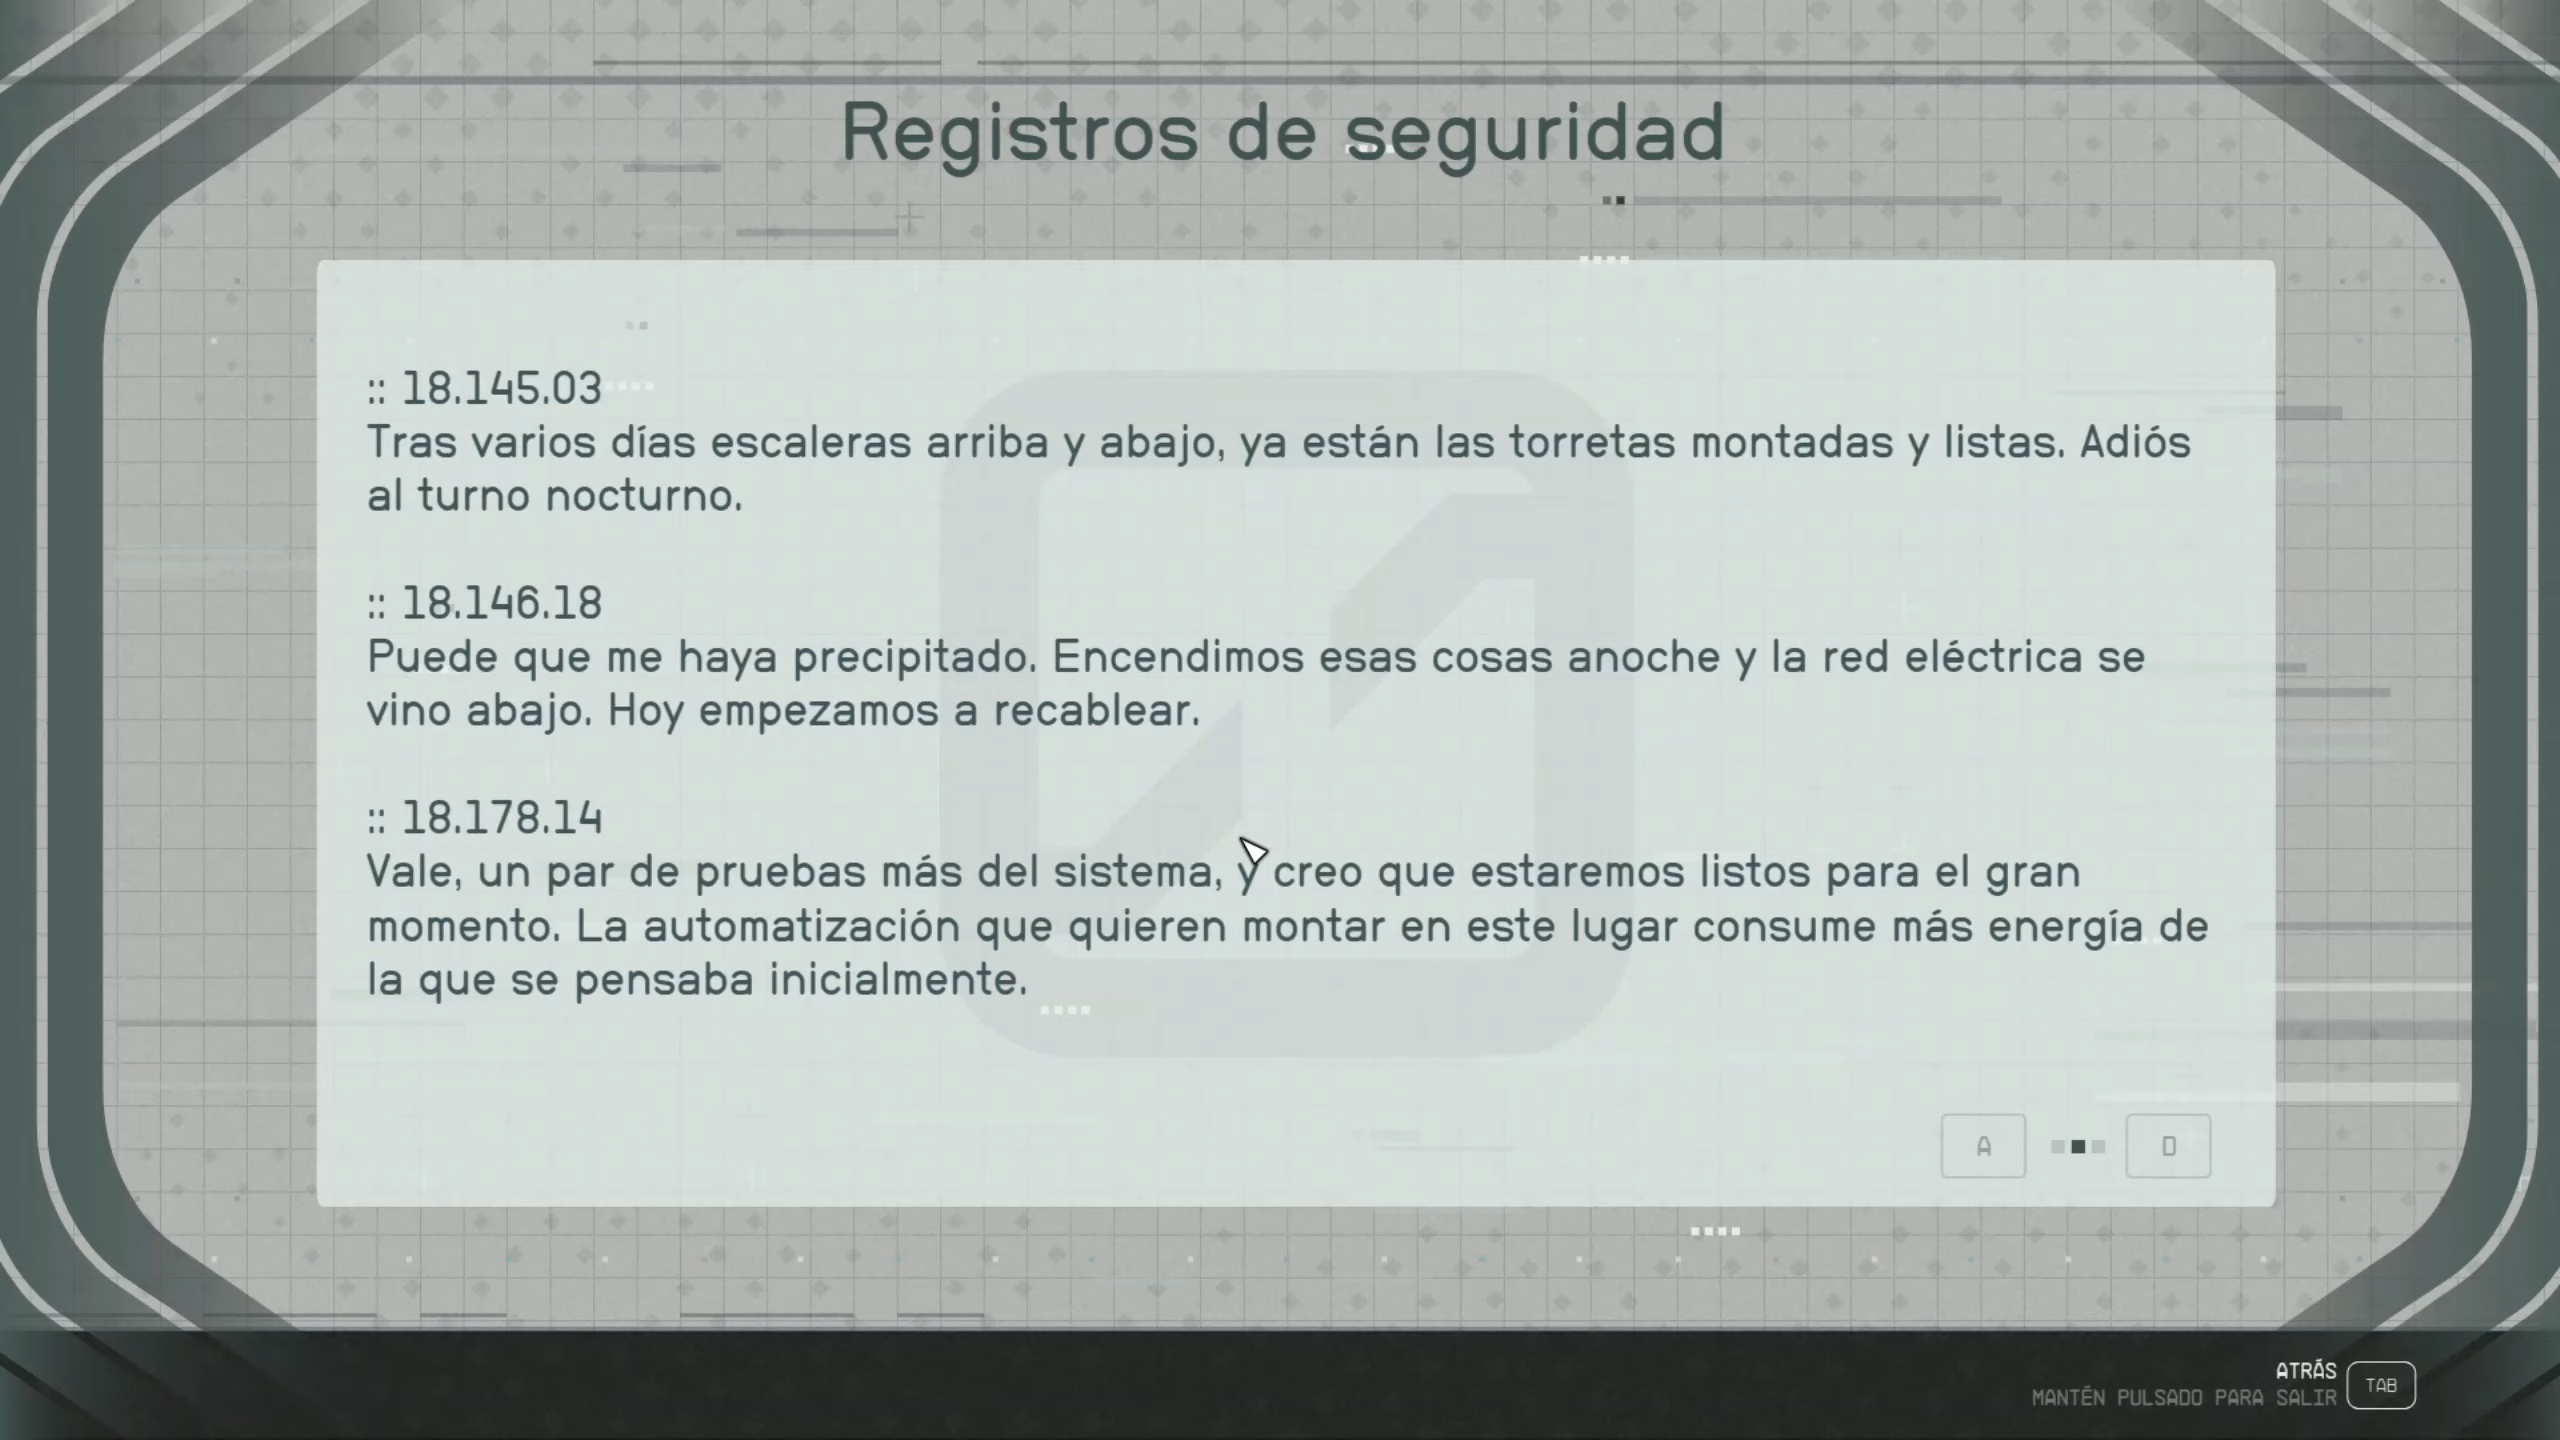 Registros de seguridad
:: 18.145.03
Tras varios días escaleras arriba y abajo, ya están las torretas montadas y listas. Adiós
al turno nocturno.
:: 18.146.18
Puede que me haya precipitado. Encendimos esas cosas anoche y la red eléctrica se
vino abajo. Hoy empezamos a recablear.
:: 18.178.14
Vale, un par de pruebas más del sistema, y creo que estaremos listos para el gran
momento. La automatización que quieren montar en este lugar consume más energía de
la que se pensaba inicialmente.
A D
ATRÁS
MANTÉN PULSADO PARA SALIR
TAB